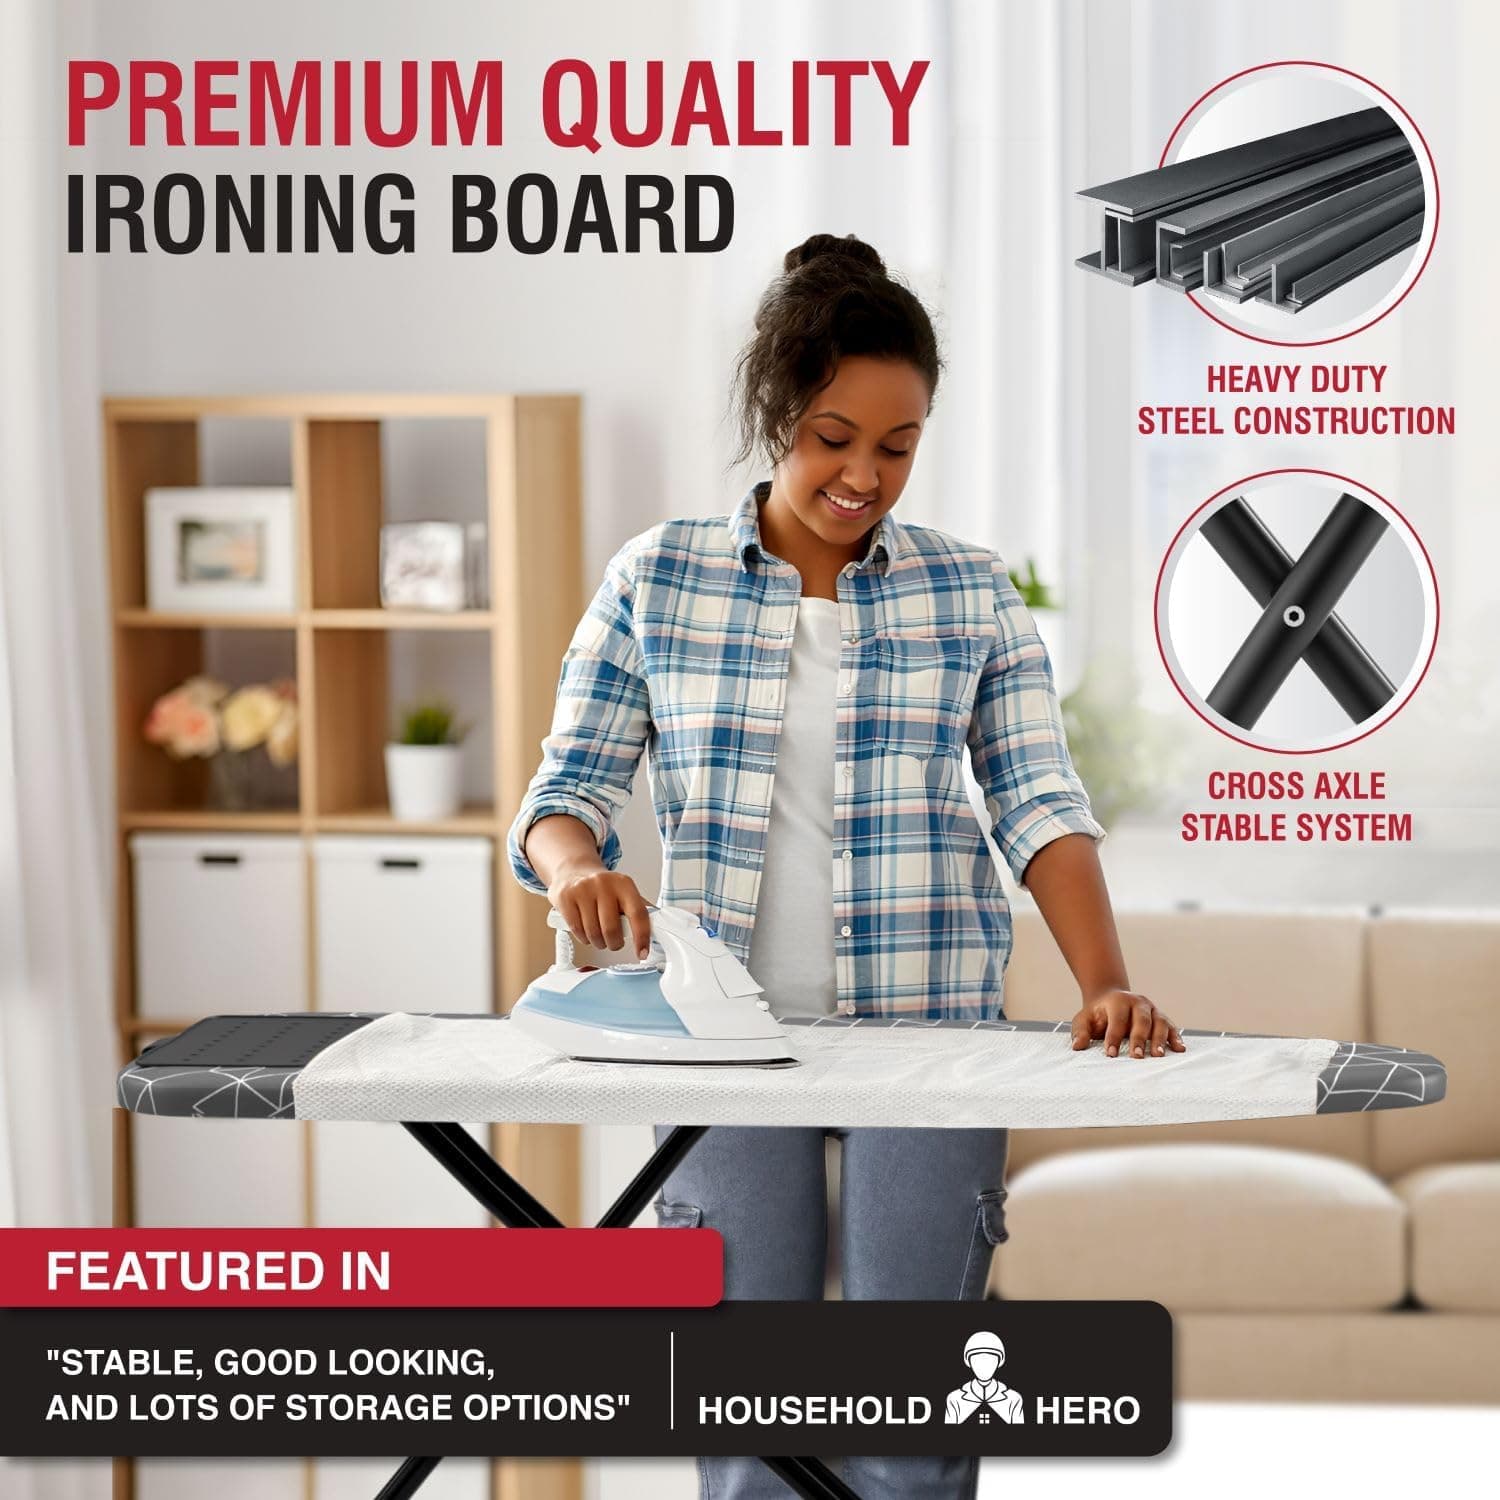 PREMIUM QUALITY
IRONING BOARD
HEAVY DUTY
STEEL CONSTRUCTION
CROSS AXLE
STABLE SYSTEM
FEATURED IN
"STABLE, GOOD LOOKING,
AND LOTS OF STORAGE OPTIONS"
HOUSEHOLD HERO